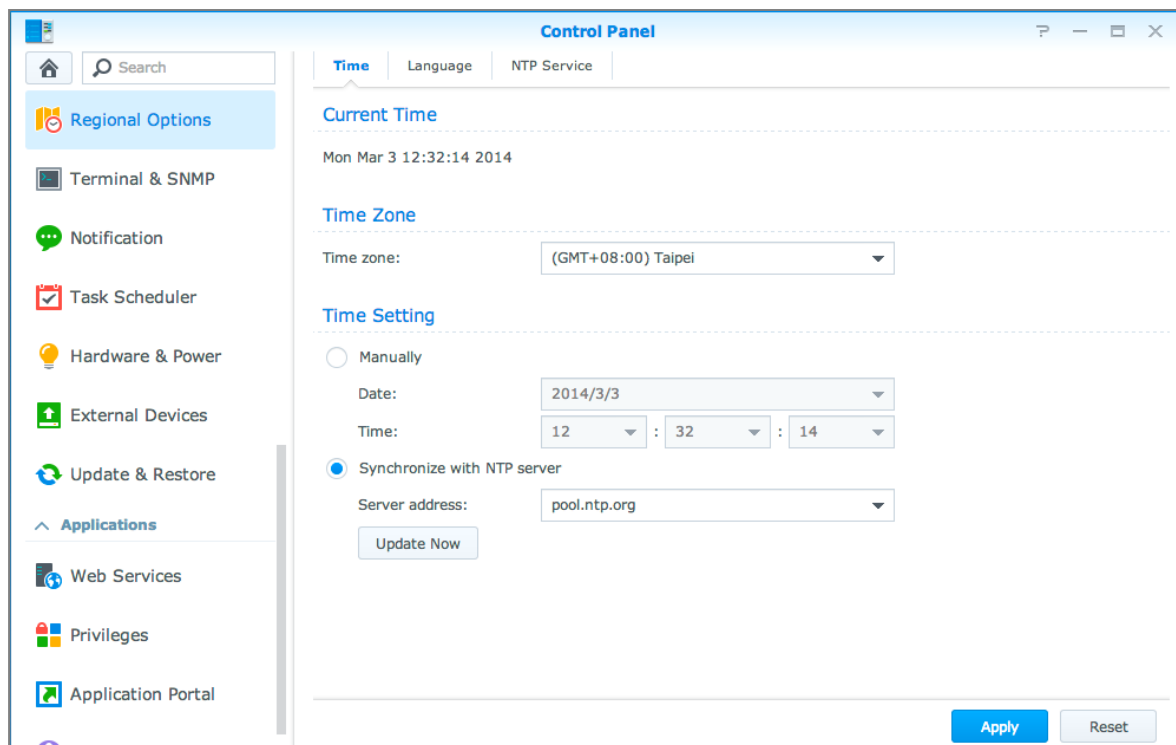 Control Panel
Search
Regional Options
Terminal & SNMP
Notification
Task Scheduler
Hardware & Power
External Devices
Update & Restore
Applications
Web Services
Privileges
Application Portal
Time Language NTP Service
Current Time
Mon Mar 3 12:32:14 2014
Time Zone
Time zone: (GMT+08:00) Taipei
Time Setting
Manually
Date: 2014/3/3
Time: 12 : 32 : 14
Synchronize with NTP server
Server address: pool.ntp.org
Update Now
Apply Reset